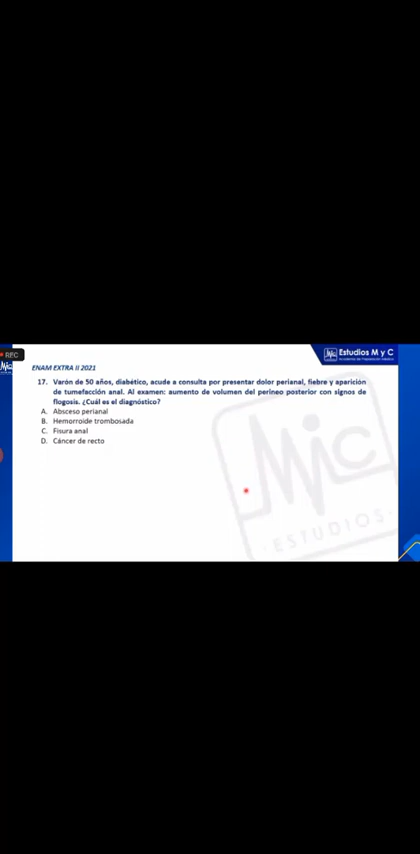 REC
Estudios M y C
ENAM EXTRA II 2021
17. Varón de 50 años, diabético, acude a consulta por presentar dolor perianal, fiebre y aparición
de tumefacción anal. Al examen: aumento de volumen del perineo posterior con signos de
flogosis. ¿Cuál es el diagnóstico?
A. Absceso perianal
B. Hemorroide trombosada
C. Fisura anal
D. Cáncer de recto
MJC
· ESTUDIOS ·